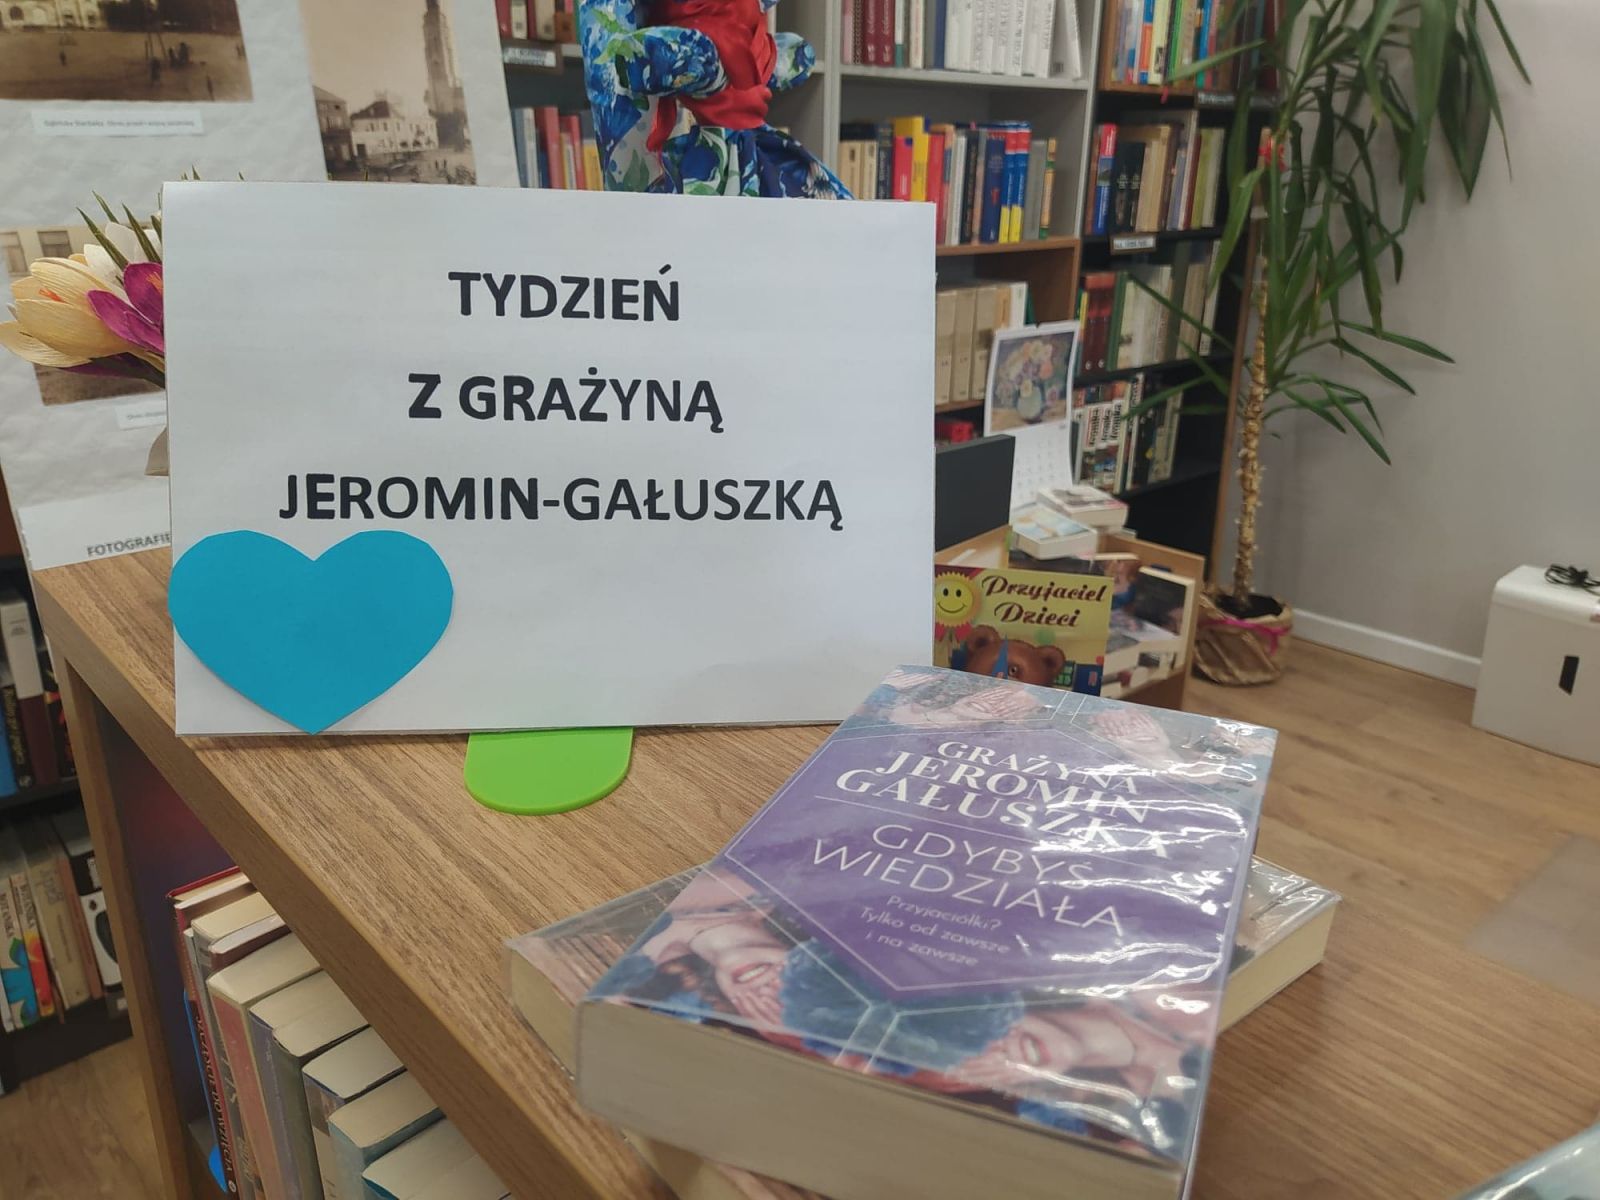 TYDZIEŃ
Z GRAŻYNĄ
JEROMIN-GAŁUSZKĄ
FOTOGRAFIE
Przyjaciel
Dzieci
GRAŻYNA
JEROMIN
GAŁUSZKA
GDYBYŚ
WIEDZIAŁA
Przyjaciółki?
Tylko od zawsze
i na zawsze